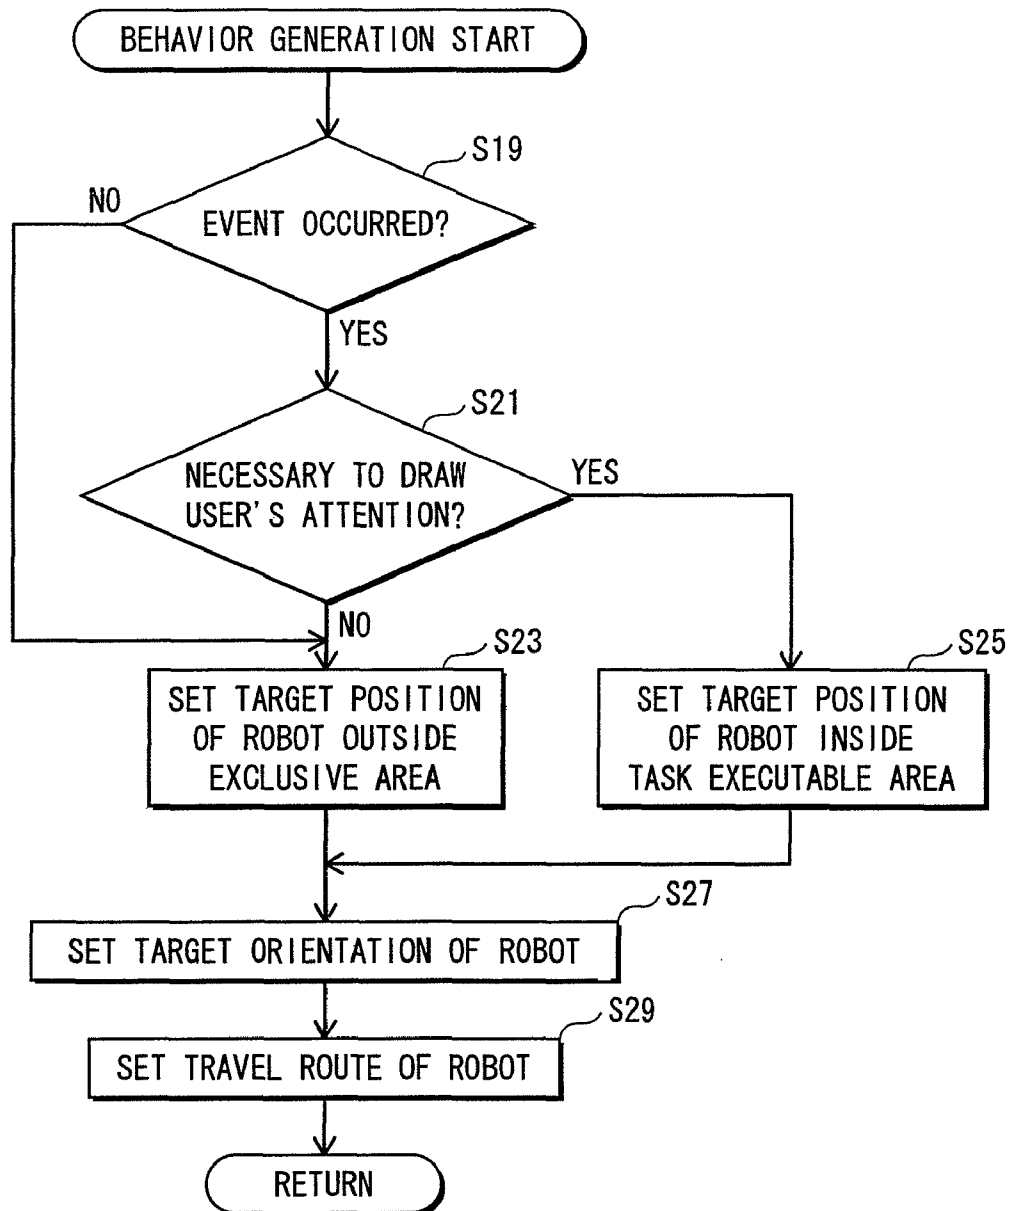 BEHAVIOR GENERATION START
S19
NO
EVENT OCCURRED?
YES
S21
NECESSARY TO DRAW
USER'S ATTENTION?
YES
NO
S23
S25
SET TARGET POSITION
OF ROBOT OUTSIDE
EXCLUSIVE AREA
SET TARGET POSITION
OF ROBOT INSIDE
TASK EXECUTABLE AREA
S27
SET TARGET ORIENTATION OF ROBOT
S29
SET TRAVEL ROUTE OF ROBOT
RETURN